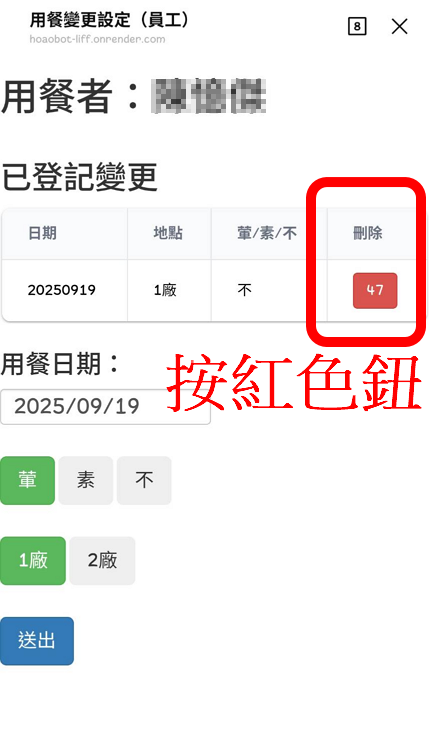 用餐變更設定（員工）
hoaobot-liff.onrender.com
8
用餐者：
已登記變更
日期 地點 葷/素/不 刪除
20250919 1廠 不 47
按紅色鈕
用餐日期：
2025/09/19
葷 素 不
1廠 2廠
送出